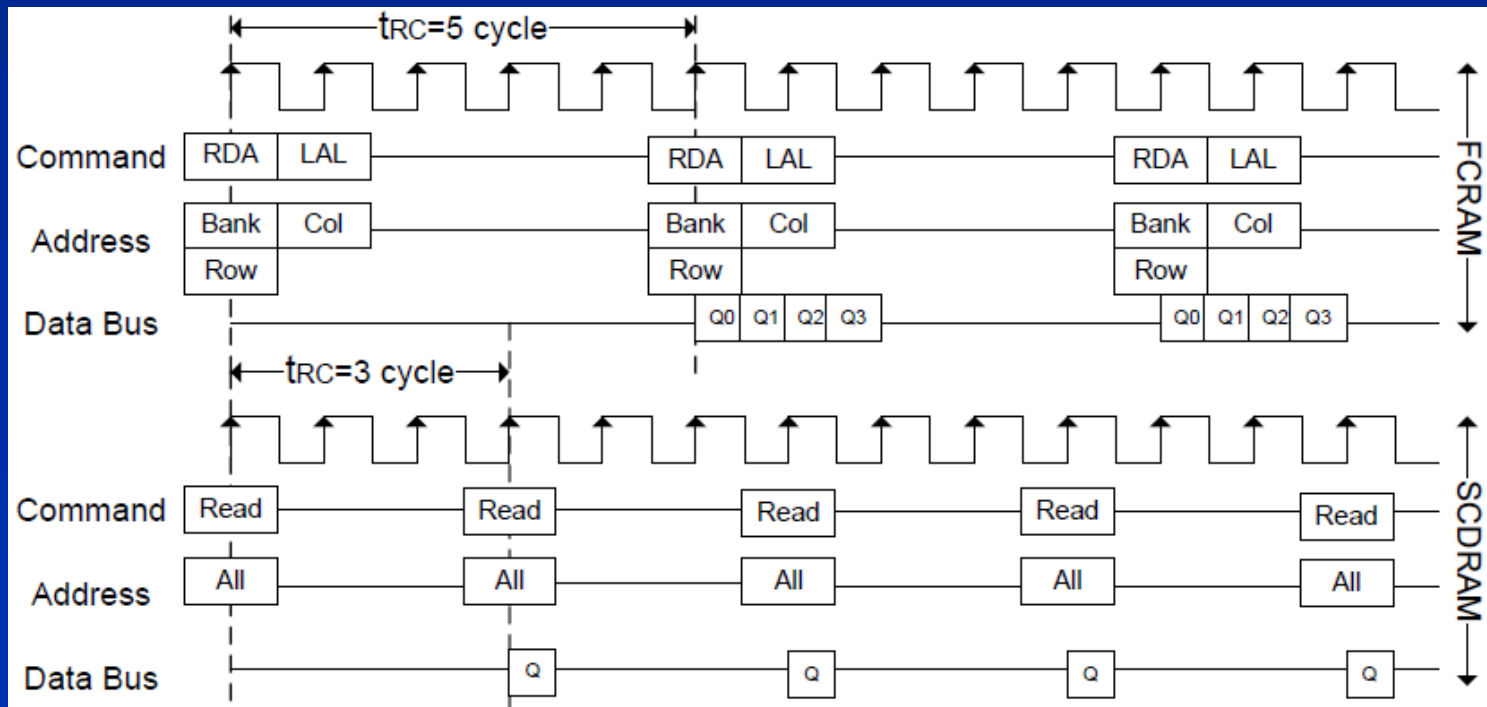 tRC=5 cycle
Command RDA LAL RDA LAL RDA LAL
Address Bank Col Bank Col Bank Col
Row Row Row
Data Bus Q0 Q1 Q2 Q3 Q0 Q1 Q2 Q3
FCRAM
tRC=3 cycle
Command Read Read Read Read Read
Address All All All All All
Data Bus Q Q Q Q
SCDRAM